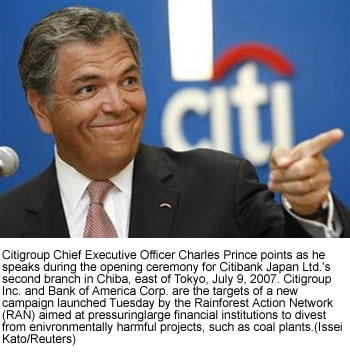 citi
Citigroup Chief Executive Officer Charles Prince points as he
speaks during the opening ceremony for Citibank Japan Ltd.'s
second branch in Chiba, east of Tokyo, July 9, 2007. Citigroup
Inc. and Bank of America Corp. are the targets of a new
campaign launched Tuesday by the Rainforest Action Network
(RAN) aimed at pressuringlarge financial institutions to divest
from enivronmentally harmful projects, such as coal plants.(Issei
Kato/Reuters)